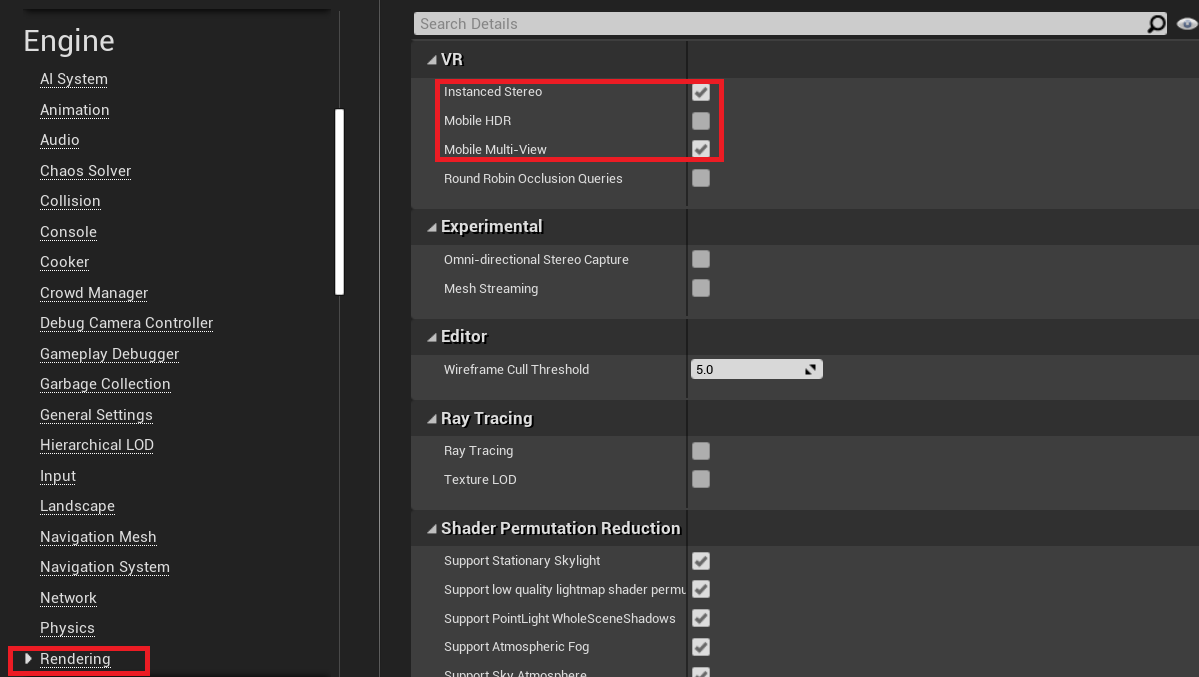 Engine
AI System
Animation
Audio
Chaos Solver
Collision
Console
Cooker
Crowd Manager
Debug Camera Controller
Gameplay Debugger
Garbage Collection
General Settings
Hierarchical LOD
Input
Landscape
Navigation Mesh
Navigation System
Network
Physics
Rendering
Search Details
VR
Instanced Stereo
Mobile HDR
Mobile Multi-View
Round Robin Occlusion Queries
Experimental
Omni-directional Stereo Capture
Mesh Streaming
Editor
Wireframe Cull Threshold
5.0
Ray Tracing
Ray Tracing
Texture LOD
Shader Permutation Reduction
Support Stationary Skylight
Support low quality lightmap shader permu
Support PointLight WholeSceneShadows
Support Atmospheric Fog
Support Sky Atmosphere